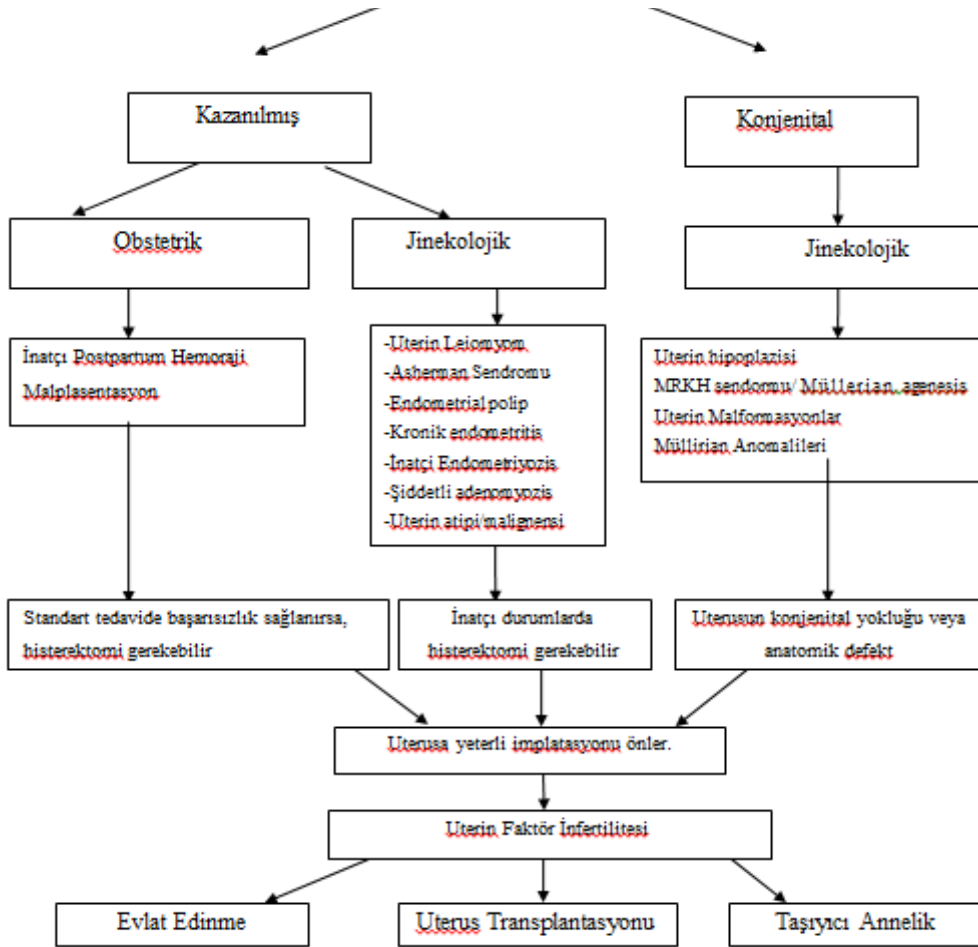 Kazanılmış
Konjenital
Obstetrik
Jinekolojik
Jinekolojik
İnatçı Postpartum Hemoraji
Malplasentasyon
-Uterin Leiomyom
-Asherman Sendromu
-Endometrial polip
-Kronik endometritis
-İnatçi Endometriyozis
-Şiddetli adenomyozis
-Uterin atipi/malignensi
Uterin hipoplazisi
MRKH sendormu/ Müllerian agenesis
Uterin Malformasyonlar
Müllirian Anomalileri
Standart tedavide başarısızlık sağlanırsa,
histerektomi gerekebilir
İnatçı durumlarda
histerektomi gerekebilir
Uterusun konjenital yokluğu veya
anatomik defekt
Uterusa yeterli implatasyonu önler.
Uterin Faktör İnfertilitesi
Evlat Edinme
Uterus Transplantasyonu
Taşıyıcı Annelik